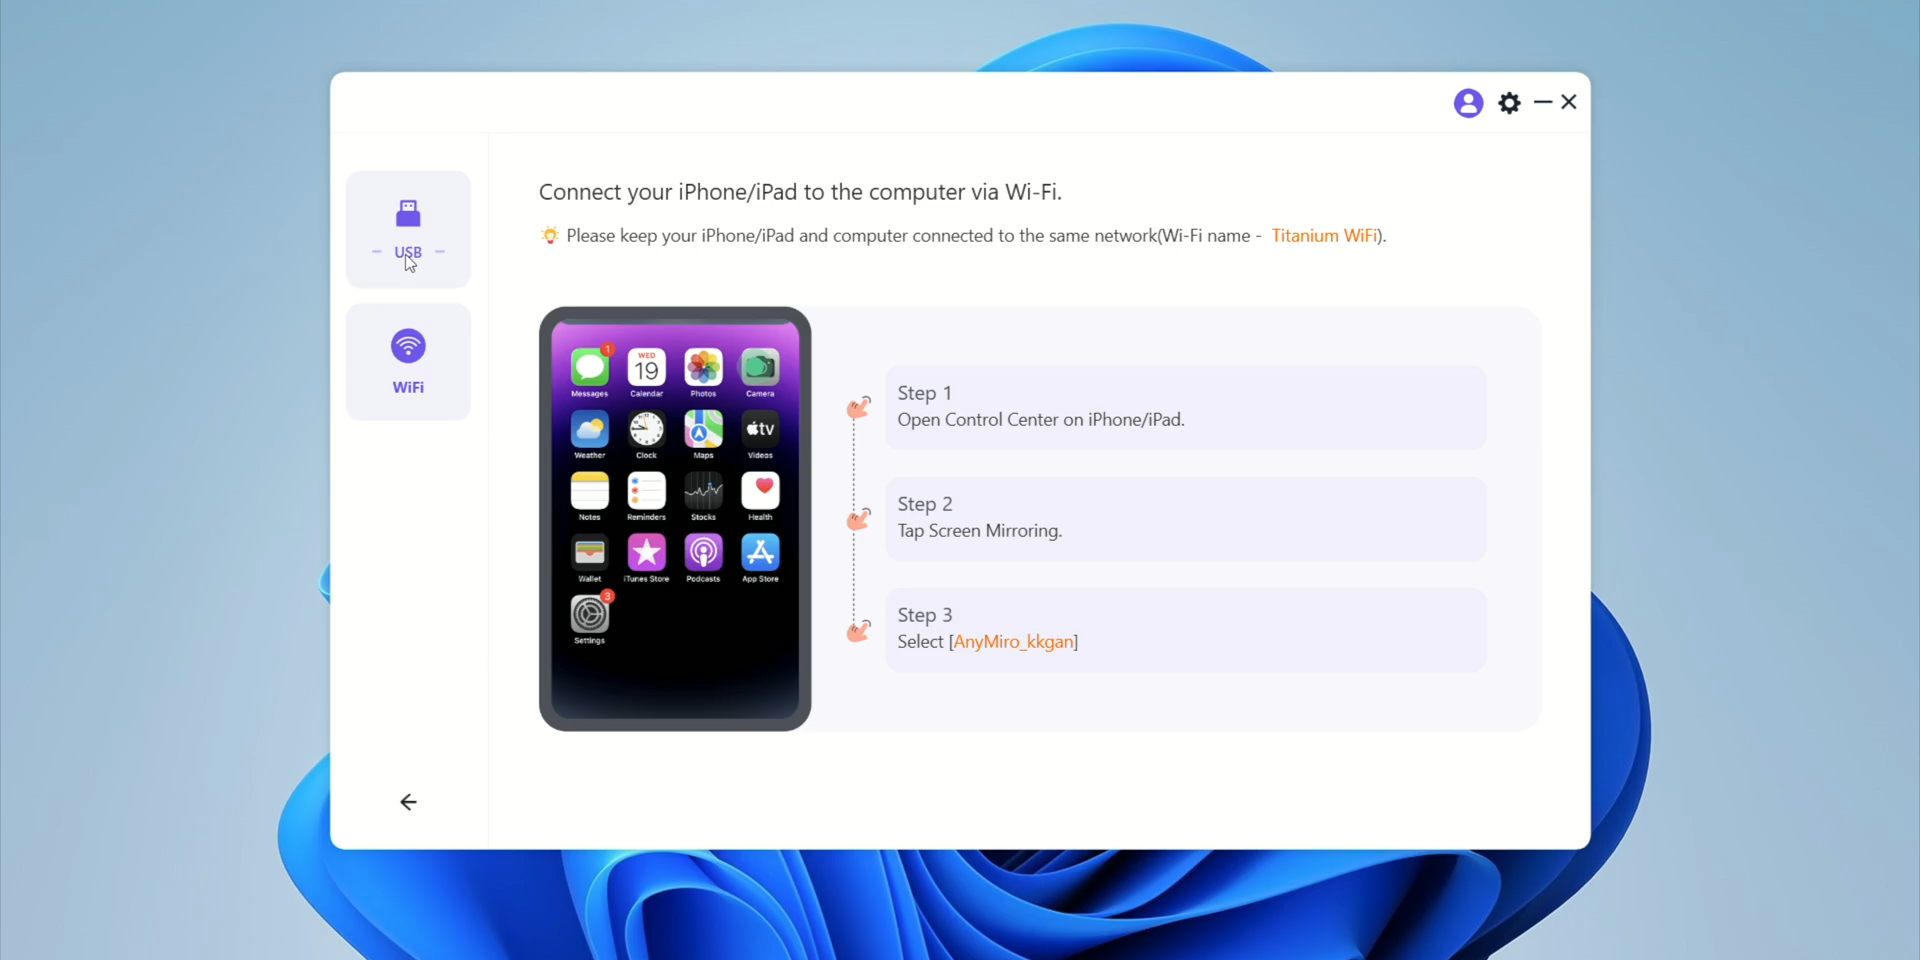 USB
WiFi
Connect your iPhone/iPad to the computer via Wi-Fi.
Please keep your iPhone/iPad and computer connected to the same network(Wi-Fi name - Titanium WiFi).
1
WED
19
Messages
Calendar
Photos
Camera
tv
Weather
Clock
Maps
Videos
Notes
Reminders
Stocks
Health
Wallet
iTunes Store
Podcasts
App Store
3
Settings
Step 1
Open Control Center on iPhone/iPad.
Step 2
Tap Screen Mirroring.
Step 3
Select [AnyMiro_kkgan]